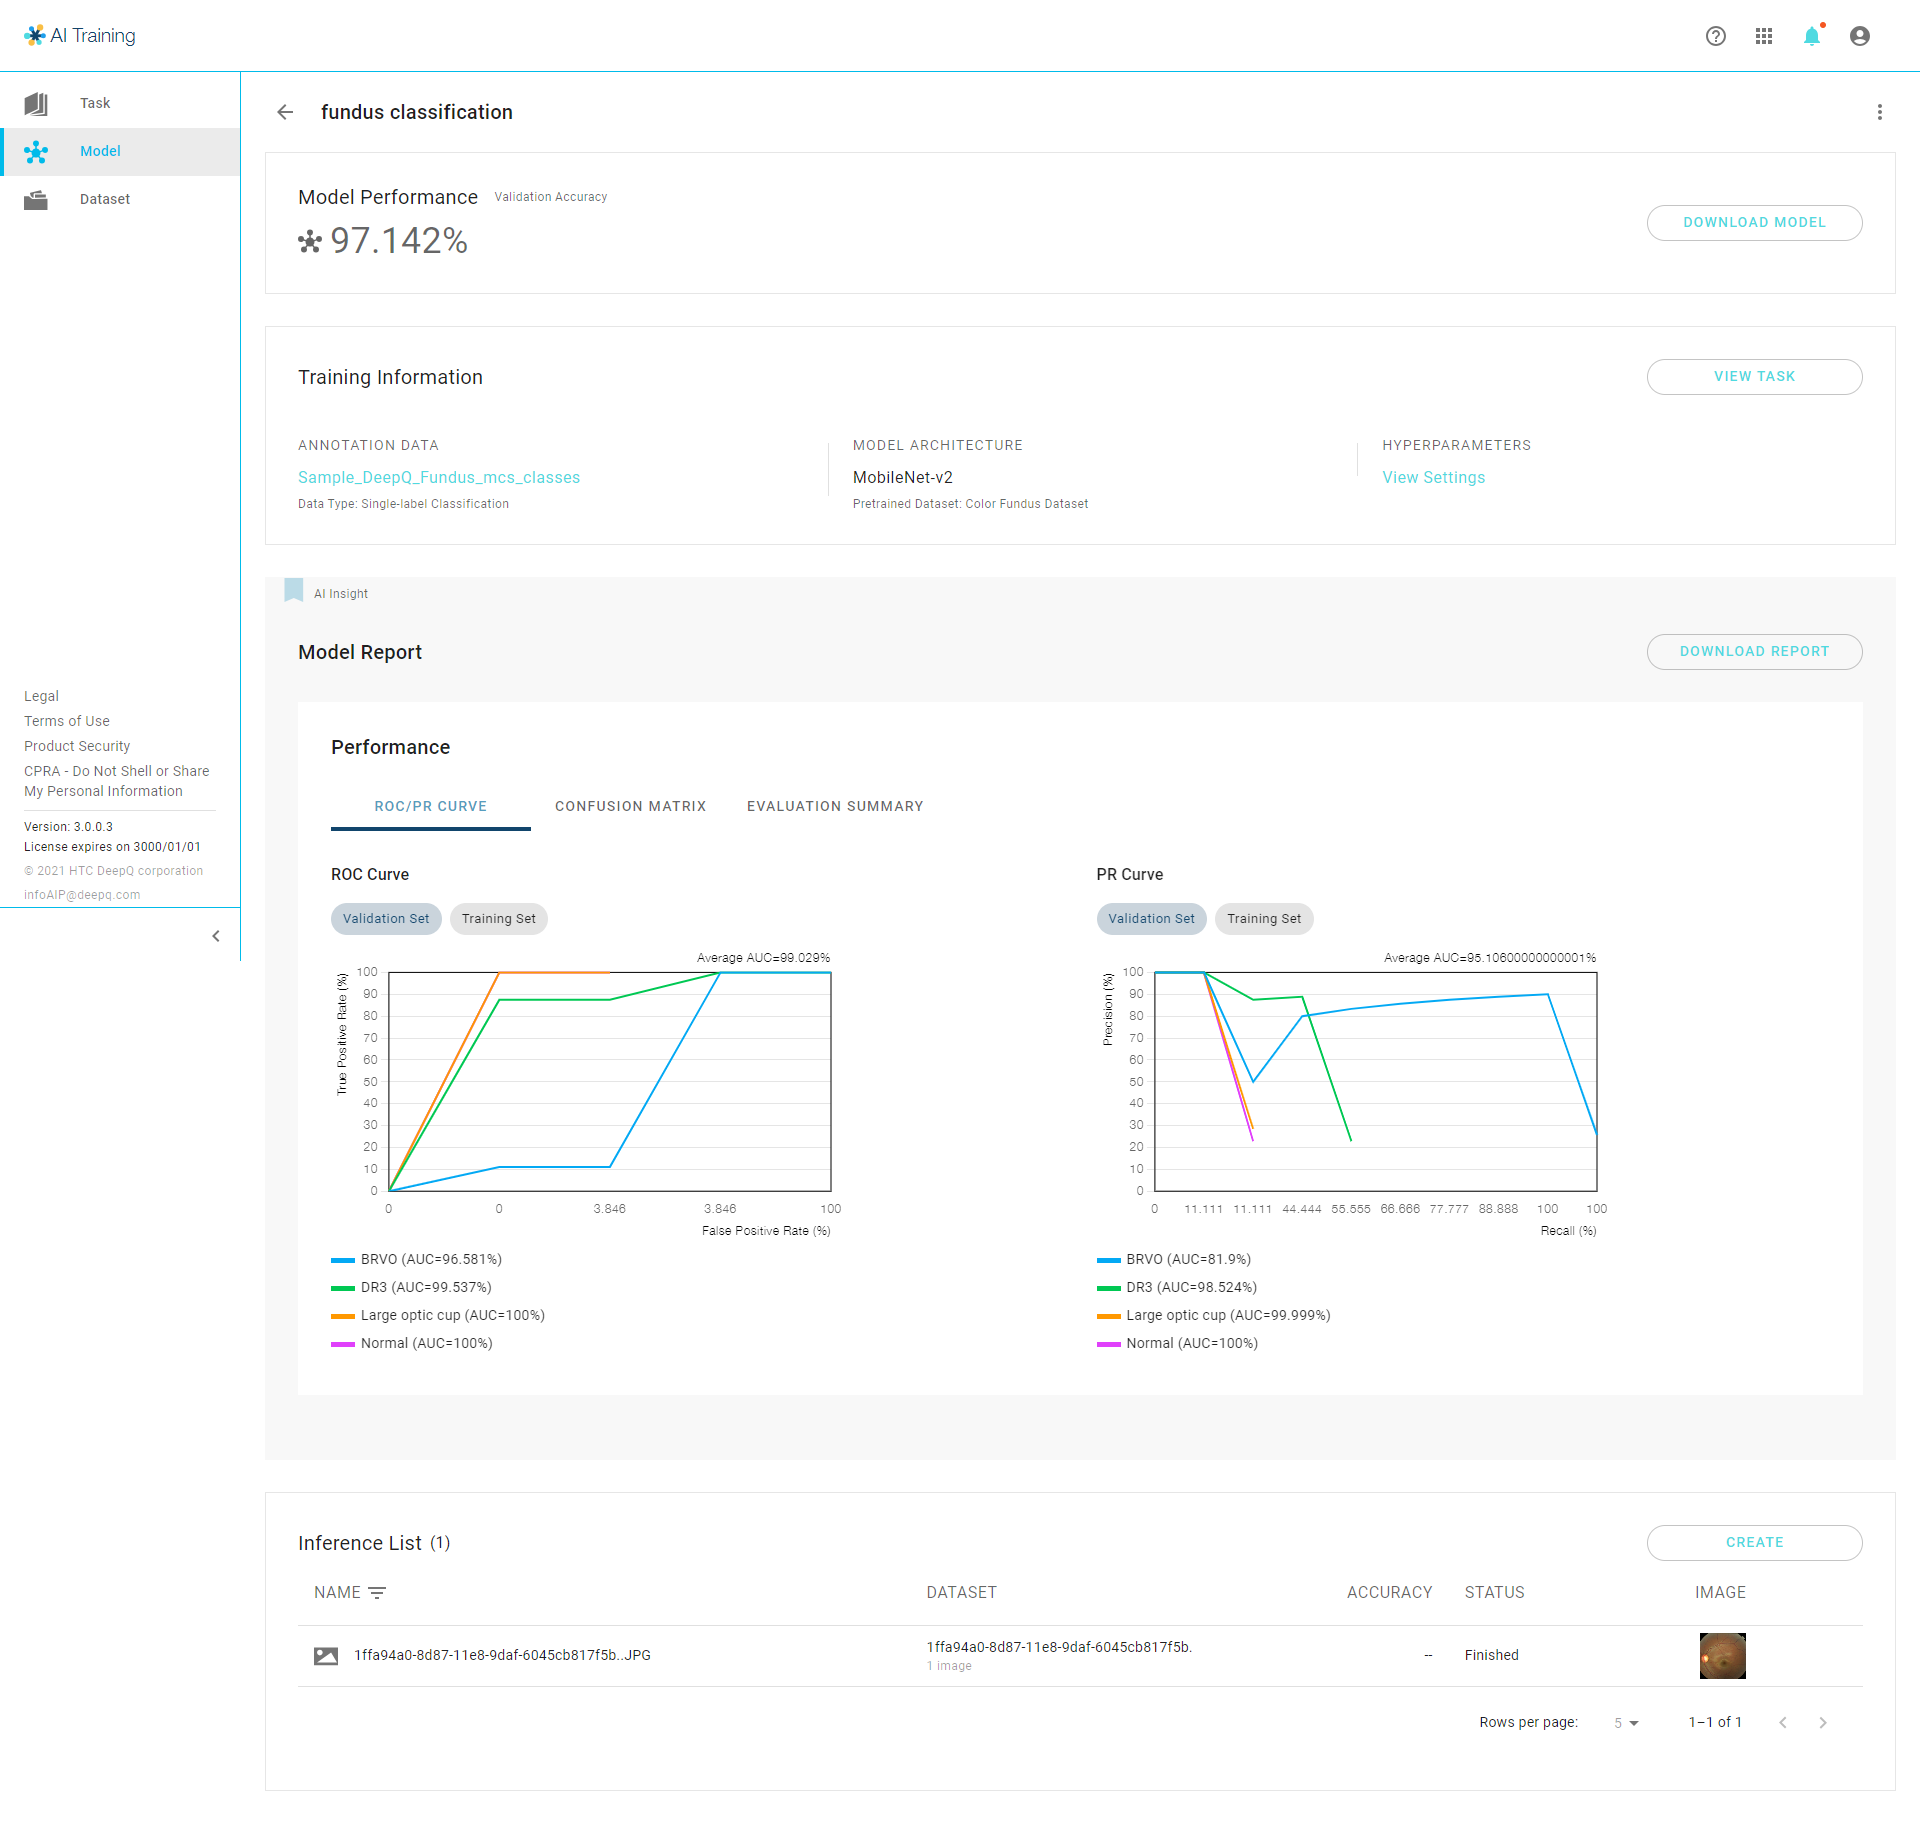 AI Training
Task
Model
Dataset
Legal
Terms of Use
Product Security
CPRA - Do Not Shell or Share
My Personal Information
Version: 3.0.0.3
License expires on 3000/01/01
© 2021 HTC DeepQ corporation
infoAIP@deepq.com
fundus classification
Model Performance Validation Accuracy
97.142%
DOWNLOAD MODEL
Training Information
VIEW TASK
ANNOTATION DATA
Sample_DeepQ_Fundus_mcs_classes
Data Type: Single-label Classification
MODEL ARCHITECTURE
MobileNet-v2
Pretrained Dataset: Color Fundus Dataset
HYPERPARAMETERS
View Settings
AI Insight
Model Report
DOWNLOAD REPORT
Performance
ROC/PR CURVE CONFUSION MATRIX EVALUATION SUMMARY
ROC Curve
Validation Set Training Set
Average AUC=99.029%
True Positive Rate (%)
100
90
80
70
60
50
40
30
20
10
0
0 0 3.846 3.846 100
False Positive Rate (%)
BRVO (AUC=96.581%)
DR3 (AUC=99.537%)
Large optic cup (AUC=100%)
Normal (AUC=100%)
PR Curve
Validation Set Training Set
Average AUC=95.10600000000001%
Precision (%)
100
90
80
70
60
50
40
30
20
10
0
0 11.111 11.111 44.444 55.555 66.666 77.777 88.888 100 100
Recall (%)
BRVO (AUC=81.9%)
DR3 (AUC=98.524%)
Large optic cup (AUC=99.999%)
Normal (AUC=100%)
Inference List (1)
CREATE
NAME DATASET ACCURACY STATUS IMAGE
1ffa94a0-8d87-11e8-9daf-6045cb817f5b..JPG
1ffa94a0-8d87-11e8-9daf-6045cb817f5b.
1 image
-- Finished
Rows per page: 5 1–1 of 1